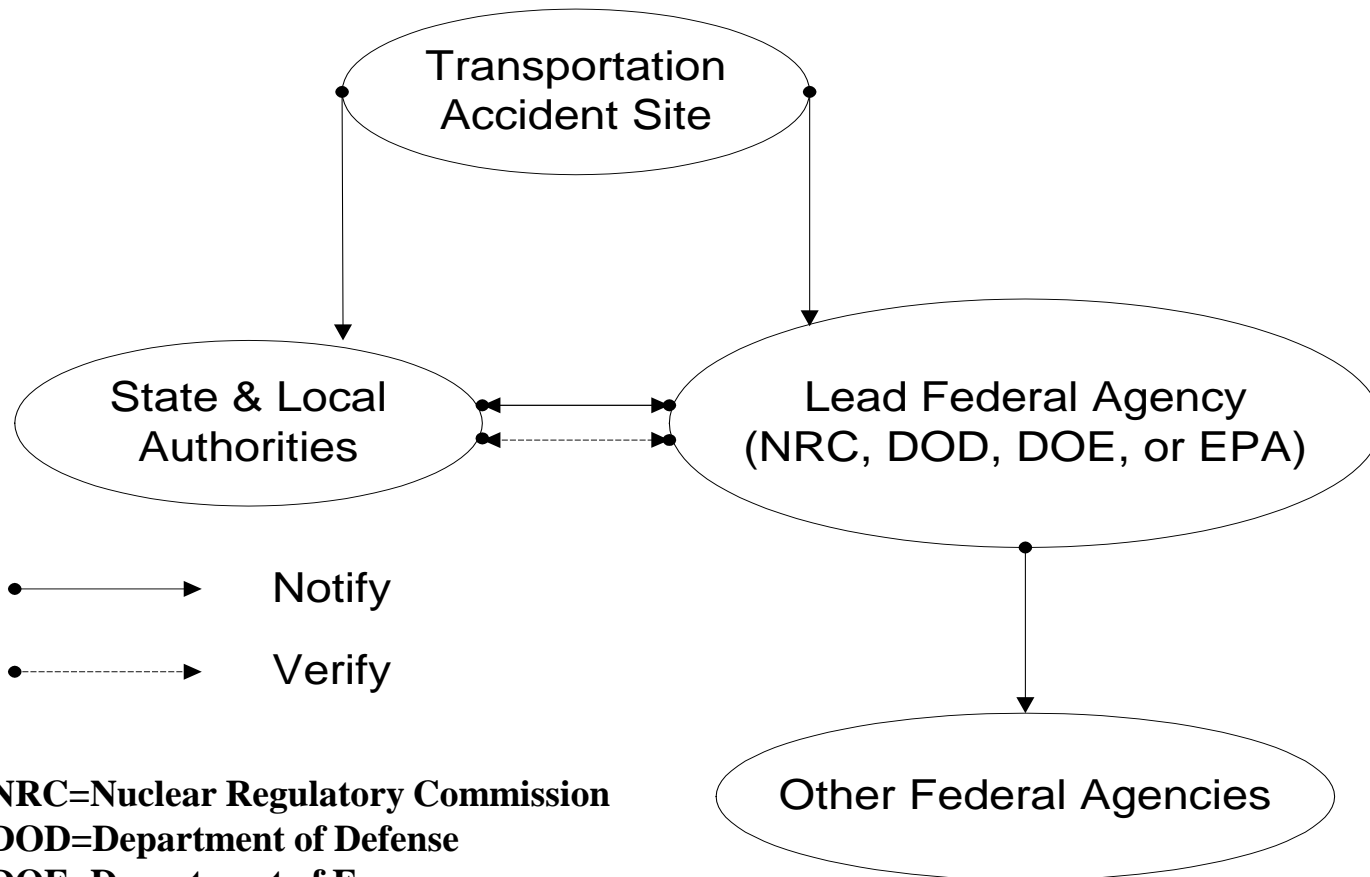 Transportation
Accident Site
State & Local
Authorities
Lead Federal Agency
(NRC, DOD, DOE, or EPA)
Notify
Verify
Other Federal Agencies
NRC=Nuclear Regulatory Commission
DOD=Department of Defense